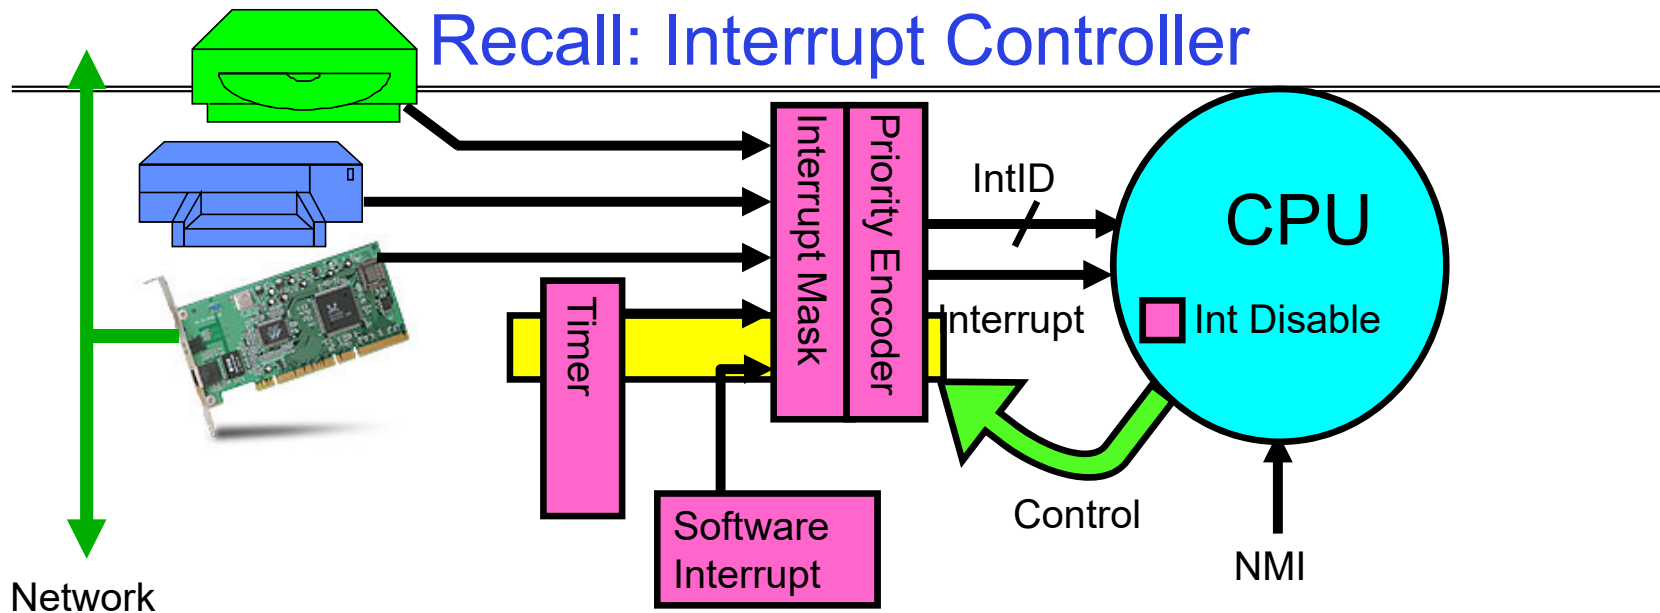 Recall: Interrupt Controller
Interrupt Mask
Priority Encoder
IntID
CPU
Interrupt
Int Disable
Timer
Software
Interrupt
Control
NMI
Network